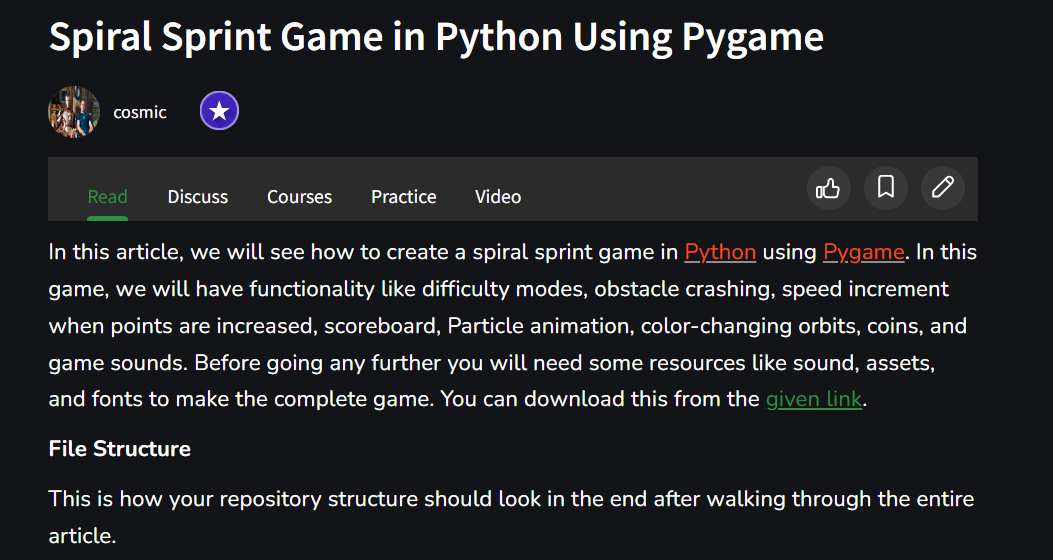 Spiral Sprint Game in Python Using Pygame
cosmic
Read Discuss Courses Practice Video
In this article, we will see how to create a spiral sprint game in Python using Pygame. In this
game, we will have functionality like difficulty modes, obstacle crashing, speed increment
when points are increased, scoreboard, Particle animation, color-changing orbits, coins, and
game sounds. Before going any further you will need some resources like sound, assets,
and fonts to make the complete game. You can download this from the given link.
File Structure
This is how your repository structure should look in the end after walking through the entire
article.